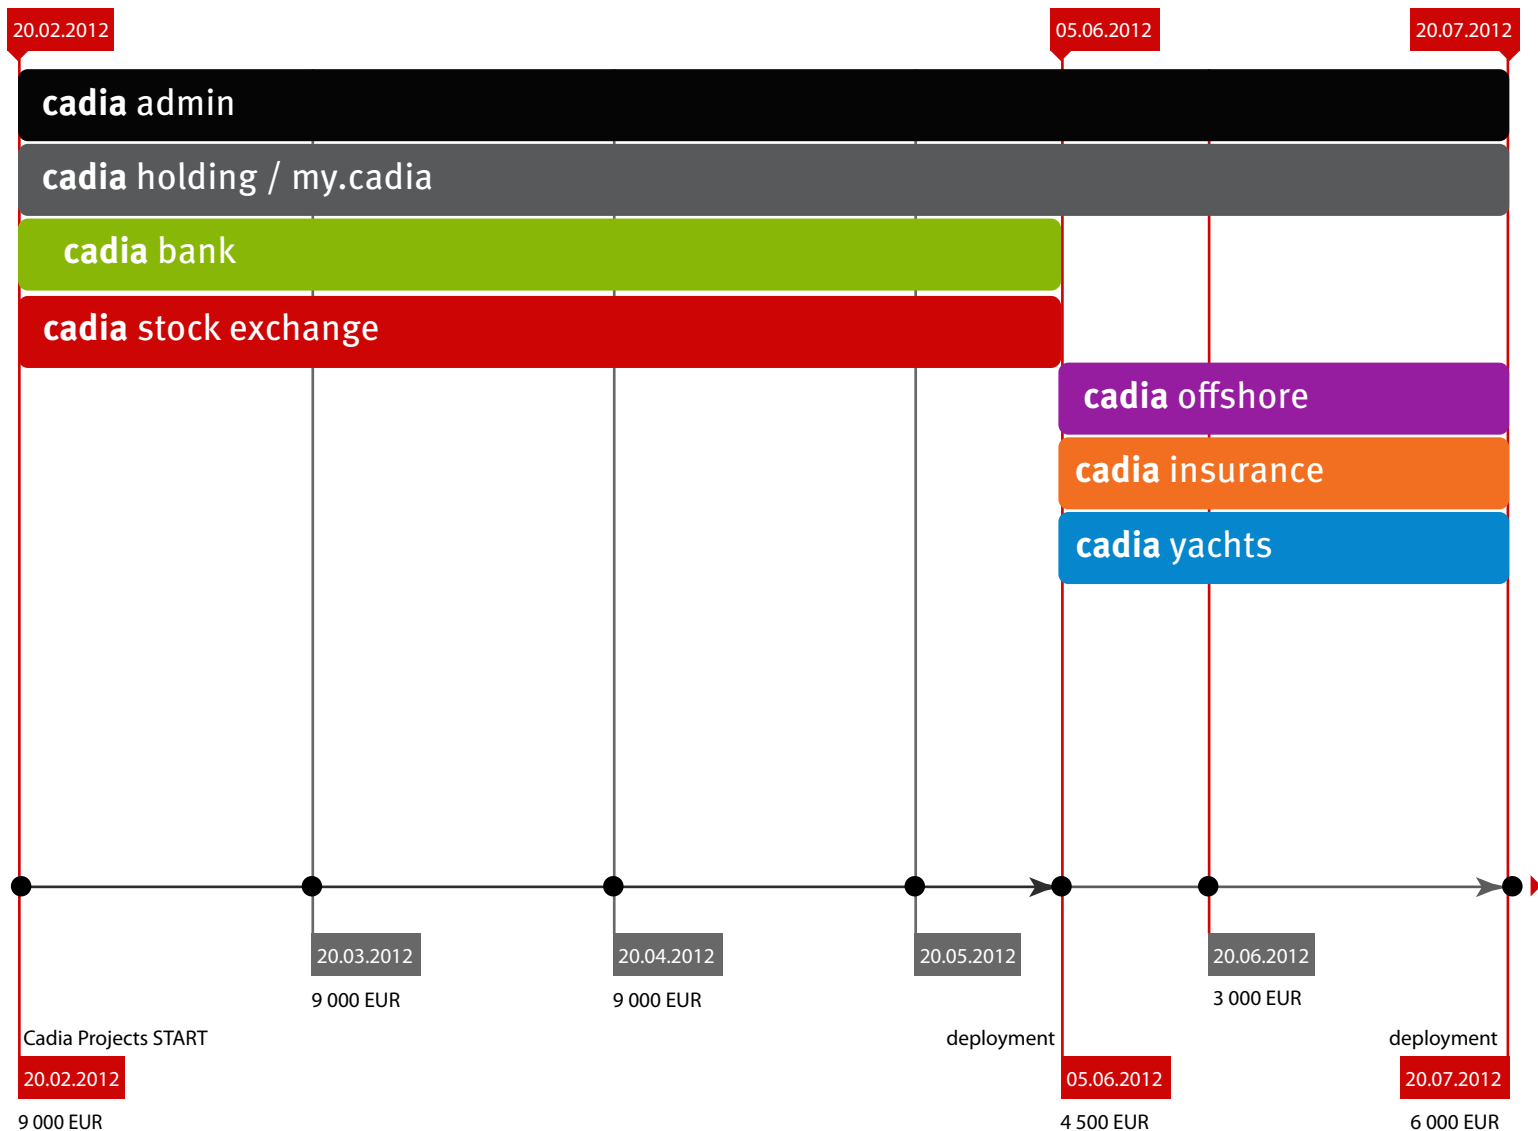 20.02.2012
05.06.2012
20.07.2012
cadia admin
cadia holding / my.cadia
cadia bank
cadia stock exchange
cadia offshore
cadia insurance
cadia yachts
20.03.2012
20.04.2012
20.05.2012
20.06.2012
9 000 EUR
9 000 EUR
3 000 EUR
Cadia Projects START
deployment
deployment
20.02.2012
05.06.2012
20.07.2012
9 000 EUR
4 500 EUR
6 000 EUR